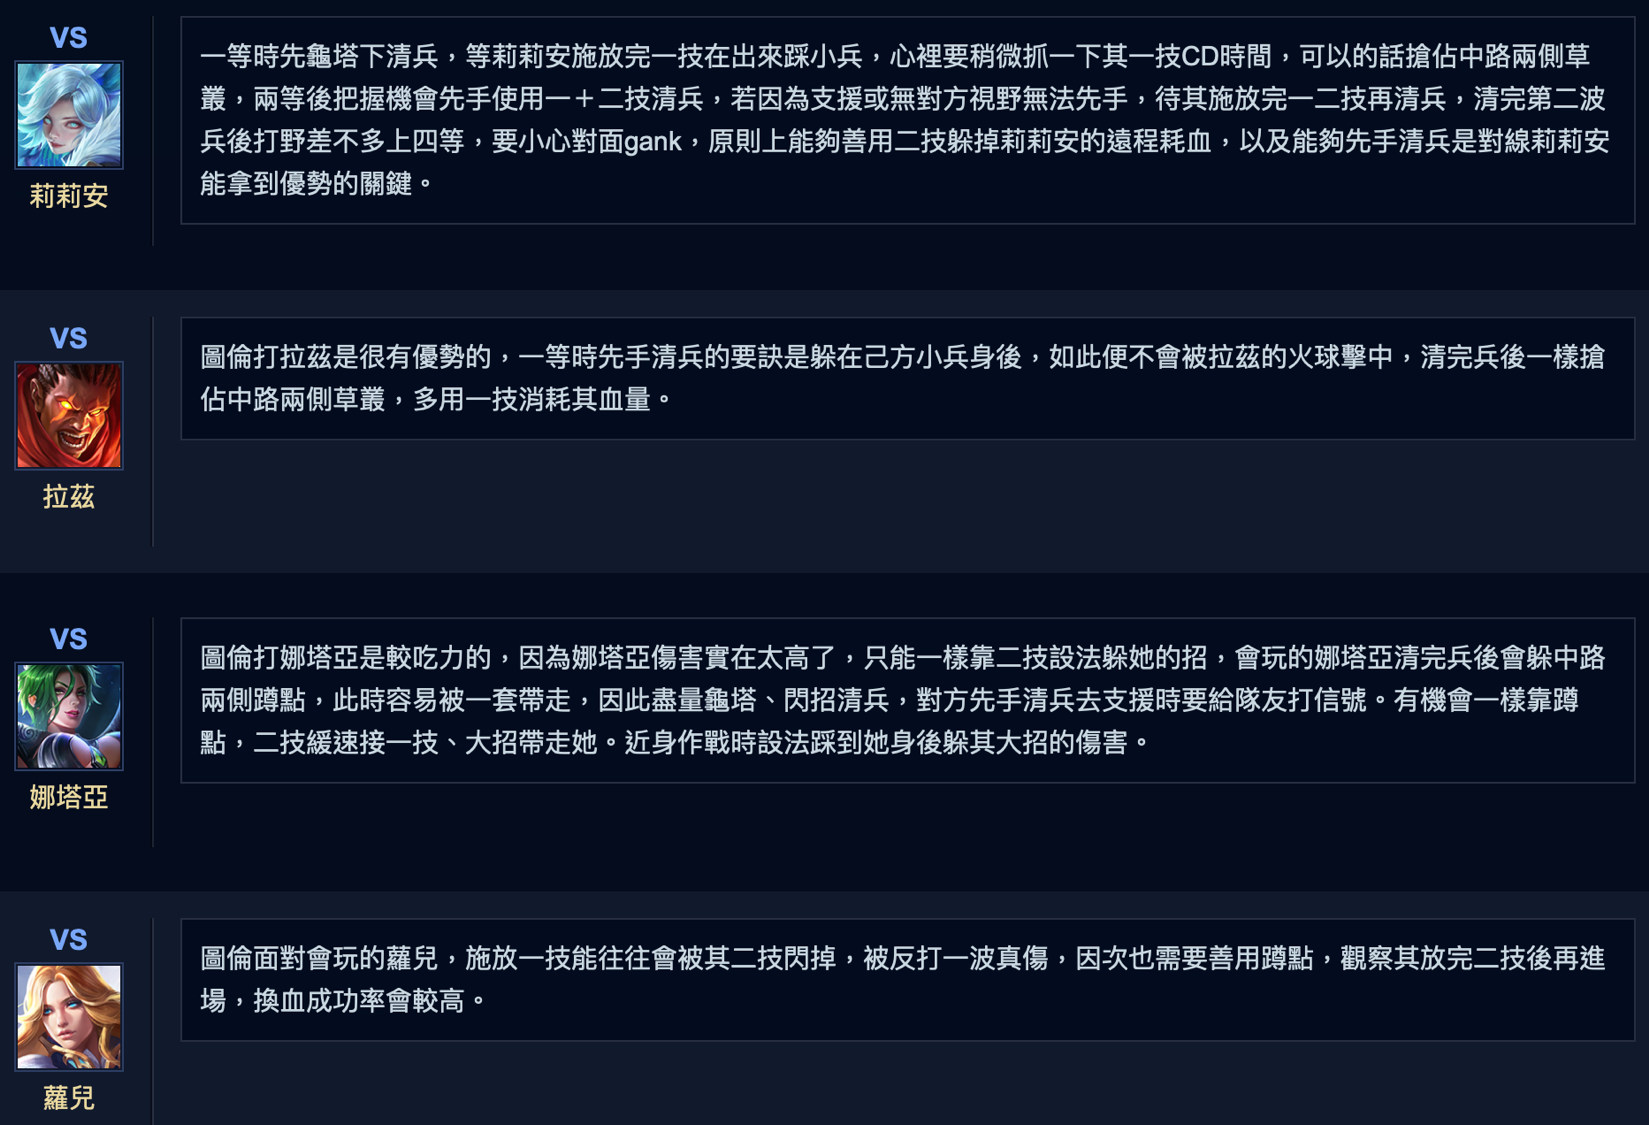 VS
莉莉安
一等時先龜塔下清兵，等莉莉安施放完一技在出來踩小兵，心裡要稍微抓一下其一技CD時間，可以的話搶佔中路兩側草
叢，兩等後把握機會先手使用一＋二技清兵，若因為支援或無對方視野無法先手，待其施放完一二技再清兵，清完第二波
兵後打野差不多上四等，要小心對面gank，原則上能夠善用二技躲掉莉莉安的遠程耗血，以及能夠先手清兵是對線莉莉安
能拿到優勢的關鍵。
VS
拉茲
圖倫打拉茲是很有優勢的，一等時先手清兵的要訣是躲在己方小兵身後，如此便不會被拉茲的火球擊中，清完兵後一樣搶
佔中路兩側草叢，多用一技消耗其血量。
VS
娜塔亞
圖倫打娜塔亞是較吃力的，因為娜塔亞傷害實在太高了，只能一樣靠二技設法躲她的招，會玩的娜塔亞清完兵後會躲中路
兩側蹲點，此時容易被一套帶走，因此盡量龜塔、閃招清兵，對方先手清兵去支援時要給隊友打信號。有機會一樣靠蹲
點，二技緩速接一技、大招帶走她。近身作戰時設法踩到她身後躲其大招的傷害。
VS
蘿兒
圖倫面對會玩的蘿兒，施放一技能往往會被其二技閃掉，被反打一波真傷，因次也需要善用蹲點，觀察其放完二技後再進
場，換血成功率會較高。